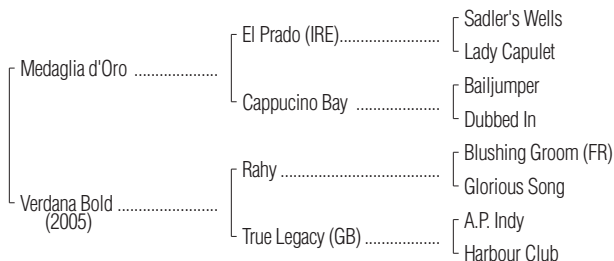 Sadler's Wells
El Prado (IRE)........................
Lady Capulet
Medaglia d'Oro ....................
Bailjumper
Cappucino Bay ....................
Dubbed In
Blushing Groom (FR)
Rahy ......................................
Glorious Song
Verdana Bold ........................
(2005)
A.P. Indy
True Legacy (GB)..................
Harbour Club